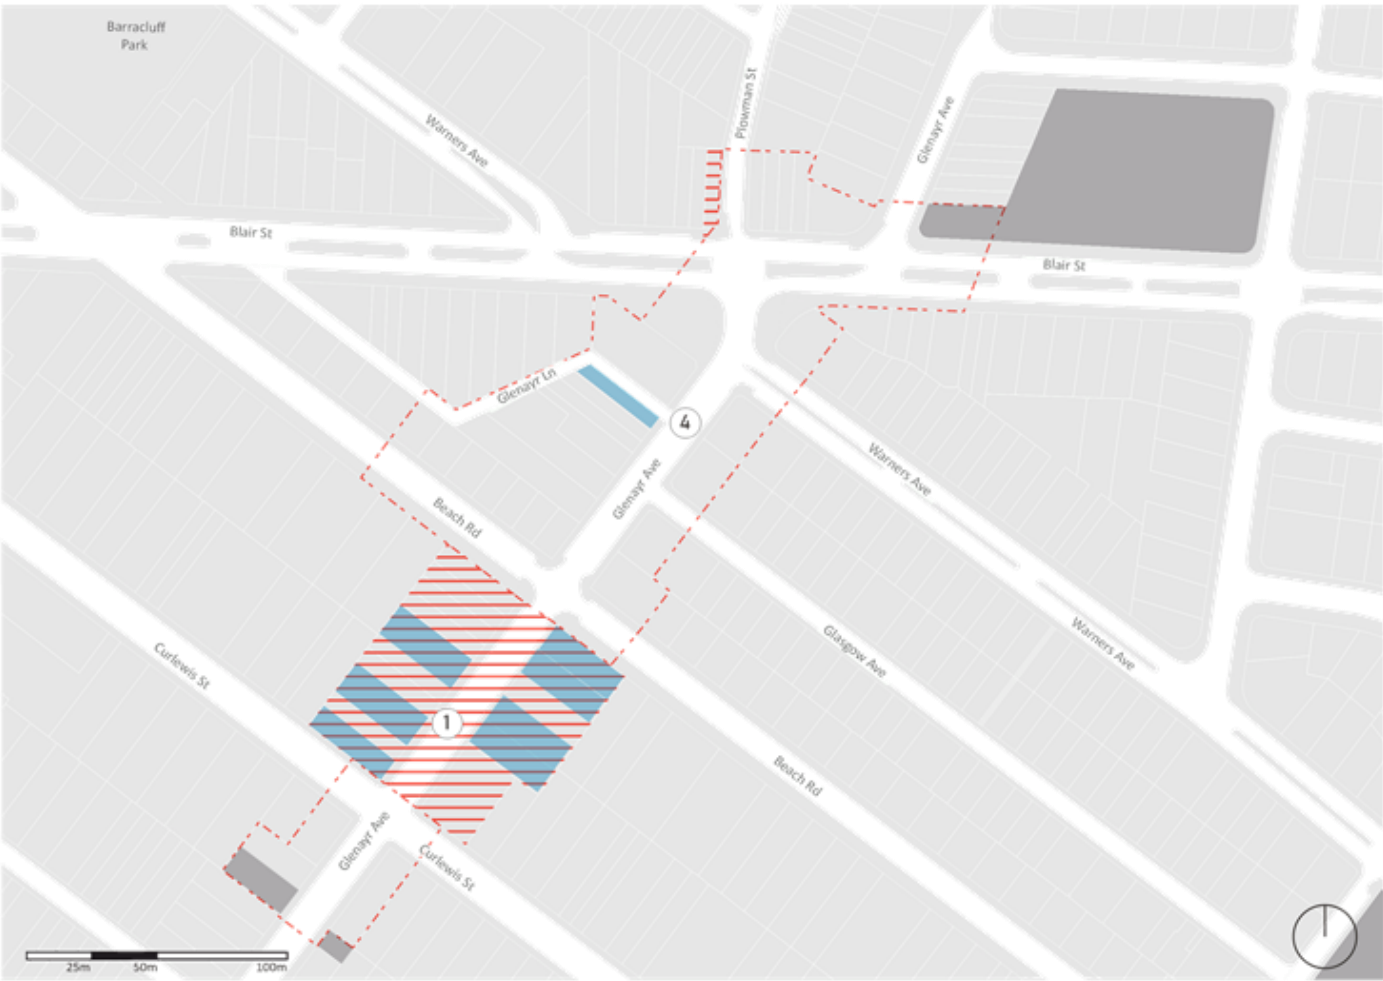 Barracluff
Park
Warners Ave
Plowman St
Glenayr Ave
Blair St
Blair St
Glenayr Ln
4
Glenayr Ave
Beach Rd
Warners Ave
Curlewis St
Glasgow Ave
Warners Ave
1
Beach Rd
Glenayr Ave
Curlewis St
25m 50m 100m